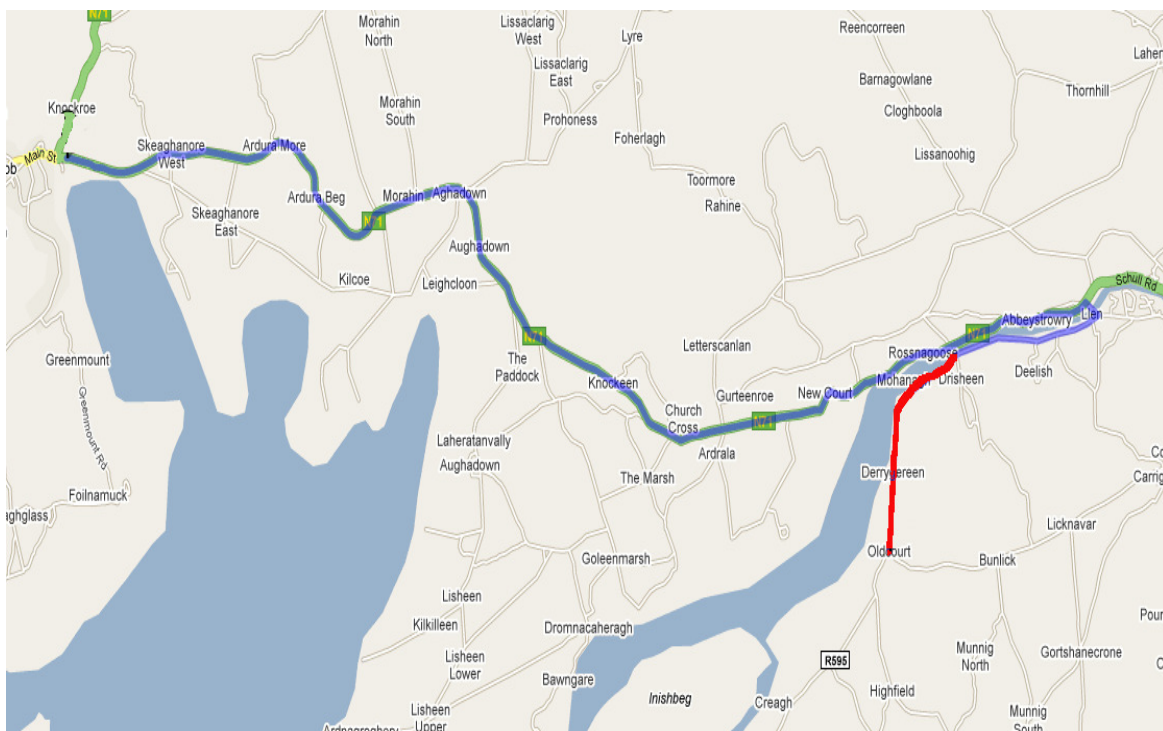 N71
Morahin
North
Lissaclarig
West
Lyre
Reencorreen
Lissaclarig
East
Barnagowlane
Thornhill
Knockroe
Morahin
South
Prohoness
Cloghboola
Foherlagh
Main St
Skeaghanore
West
Ardura More
Lissanoohig
Toormore
Ardura Beg
Morahin
Aghadown
Rahine
Skeaghanore
East
N71
Aughadown
Kilcoe
Leighcloon
Schull Rd
Abbeystrowry
Lien
N71
N71
Letterscanlan
Rossnagoose
Greenmount
The
Paddock
Knockeen
Mohanagh
Drisheen
Deelish
Gurteenroe
New Court
Greenmount Rd
Church
Cross
N71
Laheratanvally
Ardrala
Aughadown
The Marsh
Derrygereen
Foilnamuck
Licknavar
Oldcourt
Bunlick
Goleenmarsh
Lisheen
Kilkilleen
Dromnacaheragh
Lisheen
Lower
Munnig
North
Gortshanecrone
R595
Bawngare
Inishbeg
Creagh
Highfield
Lisheen
Upper
Munnig
South